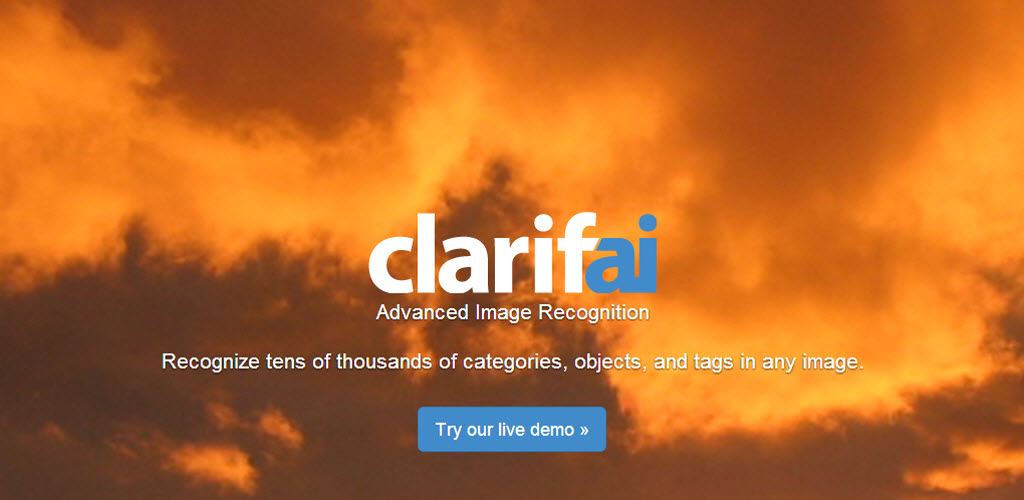 clarifai
Advanced Image Recognition
Recognize tens of thousands of categories, objects, and tags in any image.
Try our live demo »